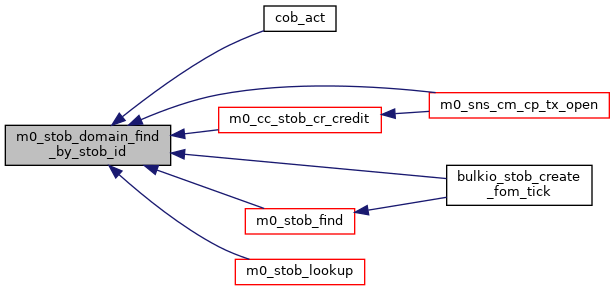 cob_act
m0_sns_cm_cp_tx_open
m0_cc_stob_cr_credit
m0_stob_domain_find
_by_stob_id
bulkio_stob_create
_fom_tick
m0_stob_find
m0_stob_lookup